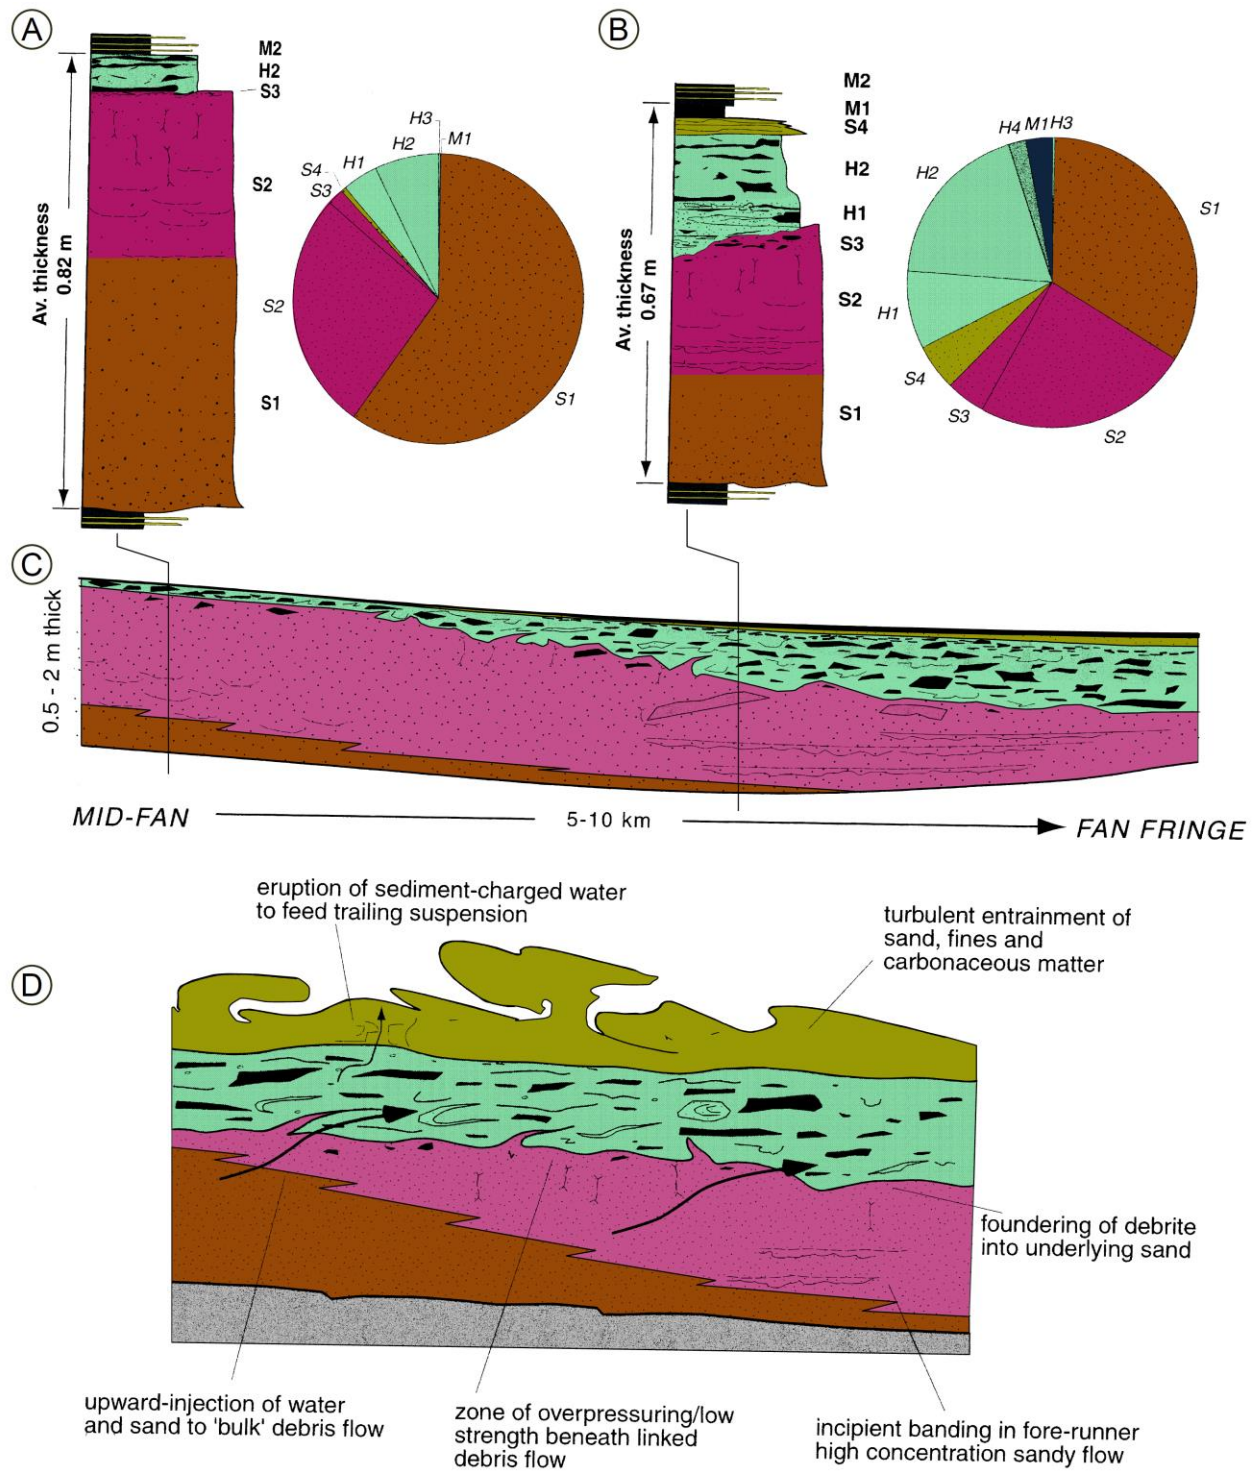 A
M2
H2
S3
S2
S1
Av. thickness
0.82 m
H3
M1
H2
H1
S4
S3
S2
S1
B
M2
M1
S4
H2
H1
S3
S2
S1
Av. thickness
0.67 m
H4
M1
H3
H2
S1
H1
S4
S3
S2
C
0.5 - 2 m thick
MID-FAN
5-10 km
FAN FRINGE
D
eruption of sediment-charged water
to feed trailing suspension
turbulent entrainment of
sand, fines and
carbonaceous matter
foundering of debrite
into underlying sand
upward-injection of water
and sand to 'bulk' debris flow
zone of overpressuring/low
strength beneath linked
debris flow
incipient banding in fore-runner
high concentration sandy flow